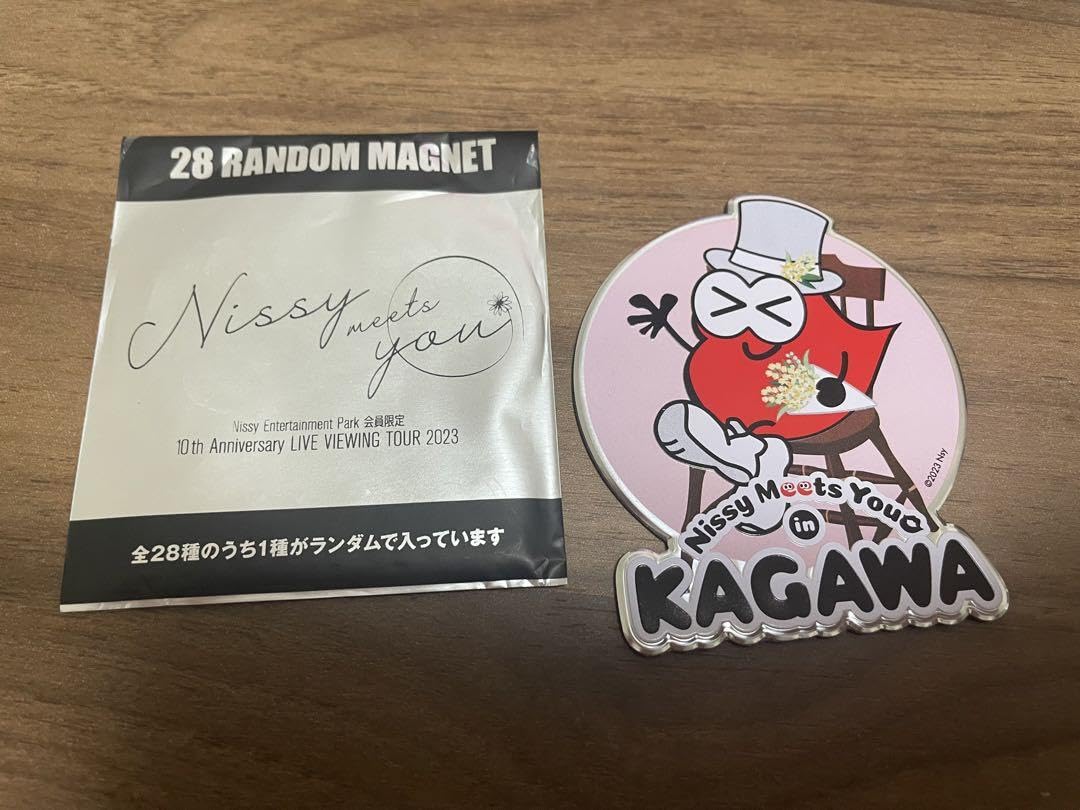 28 RANDOM MAGNET
Nissy
meets
you
Nissy Entertainment Park 会員限定
10th Anniversary LIVE VIEWING TOUR 2023
全28種のうち1種がランダムで入っています
©2023 Nsy
Nissy Meets You
in
KAGAWA